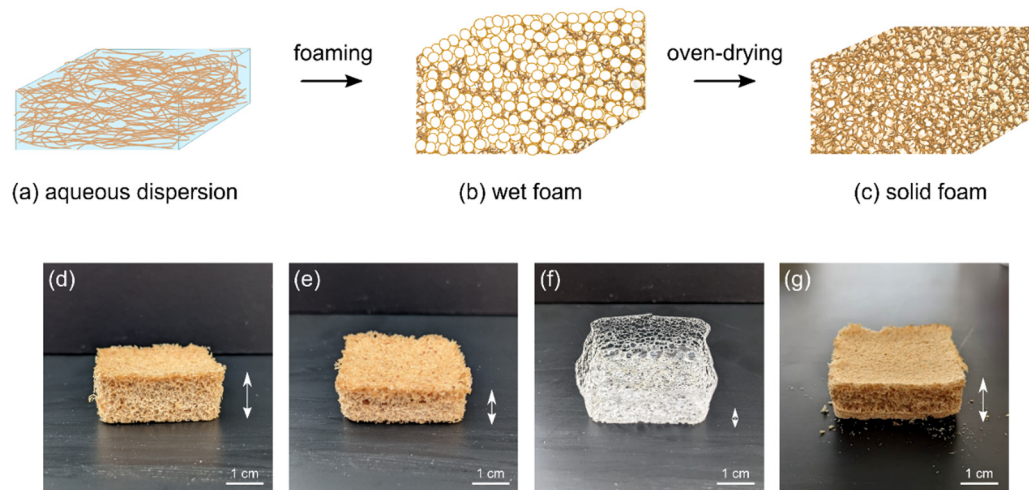 foaming
oven-drying
(a) aqueous dispersion
(b) wet foam
(c) solid foam
(d)
(e)
(f)
(g)
1 cm
1 cm
1 cm
1 cm